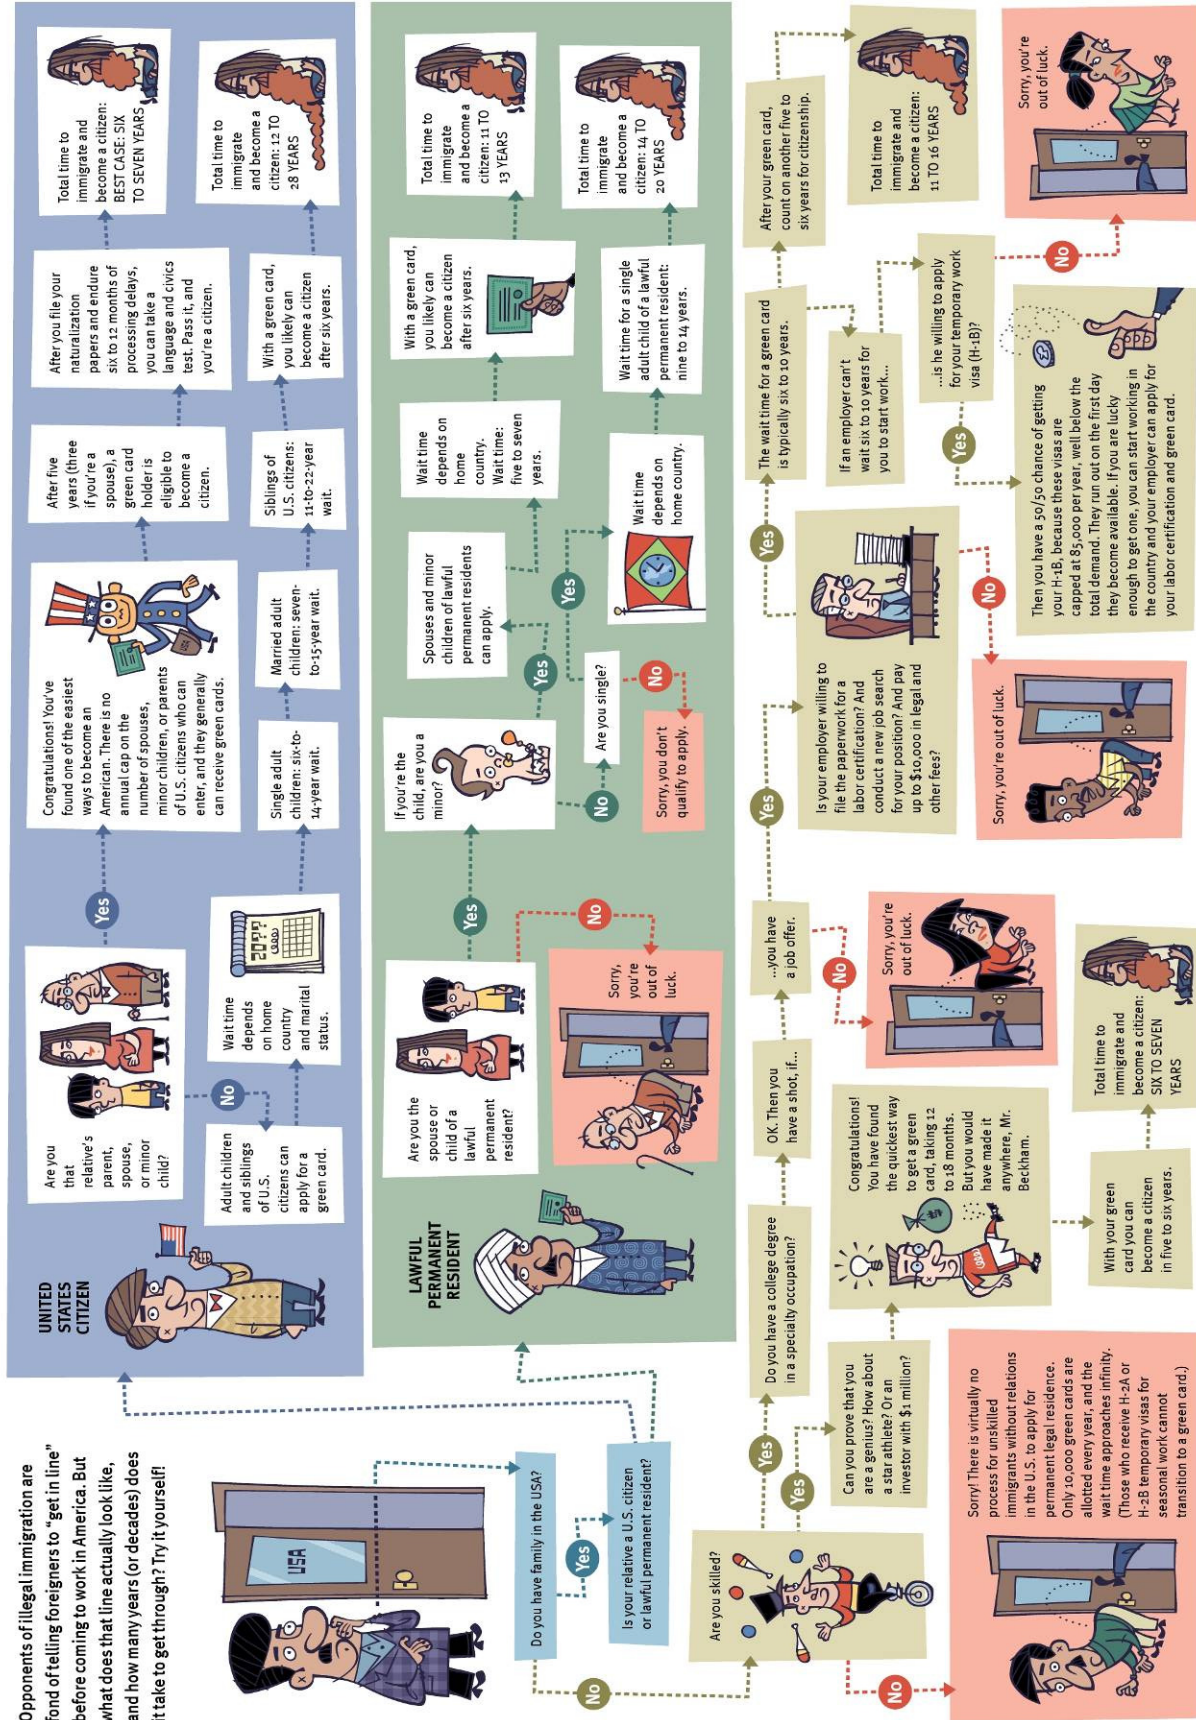 Opponents of illegal immigration are
fond of telling foreigners to “get in line”
before coming to work in America. But
what does that line actually look like,
and how many years (or decades) does
it take to get through? Try it yourself!
USA
Do you have family in the USA?
Yes
Is your relative a U.S. citizen
or lawful permanent resident?
No
UNITED
STATES
CITIZEN
Are you
that
relative’s
parent,
spouse,
or minor
child?
Yes
Congratulations! You’ve
found one of the easiest
ways to become an
American. There is no
annual cap on the
number of spouses,
minor children, or parents
of U.S. citizens who can
enter, and they generally
can receive green cards.
USA
After five
years (three
if you’re a
spouse), a
green card
holder is
eligible to
become a
citizen.
After you file your
naturalization
papers and endure
six to 12 months of
processing delays,
you can take a
language and civics
test. Pass it, and
you’re a citizen.
Total time to
immigrate and
become a citizen:
BEST CASE: SIX
TO SEVEN YEARS
No
Adult children
and siblings
of U.S.
citizens can
apply for a
green card.
Wait time
depends
on home
country
and marital
status.
20??
Single adult
children: six-to-
14-year wait.
Married adult
children: seven-
to-15-year wait.
Siblings of
U.S. citizens:
11-to-22-year
wait.
With a green card,
you likely can
become a citizen
after six years.
Total time to
immigrate
and become a
citizen: 12 TO
28 YEARS
LAWFUL
PERMANENT
RESIDENT
Are you the
spouse or
child of a
lawful
permanent
resident?
Yes
No
Sorry,
you’re
out of
luck.
If you’re the
child, are you a
minor?
Yes
Spouses and minor
children of lawful
permanent residents
can apply.
Wait time
depends on
home
country.
Wait time:
five to seven
years.
With a green card,
you likely can
become a citizen
after six years.
Total time to
immigrate
and become a
citizen: 11 TO
13 YEARS
No
Are you single?
Yes
No
Sorry, you don’t
qualify to apply.
Wait time
depends on
home country.
Wait time for a single
adult child of a lawful
permanent resident:
nine to 14 years.
Total time to
immigrate
and become a
citizen: 14 TO
20 YEARS
Are you skilled?
Yes
Do you have a college degree
in a specialty occupation?
OK. Then you
have a shot, if...
...you have
a job offer.
Yes
Is your employer willing to
file the paperwork for a
labor certification? And
conduct a new job search
for your position? And pay
up to $10,000 in legal and
other fees?
Yes
The wait time for a green card
is typically six to 10 years.
After your green card,
count on another five to
six years for citizenship.
Total time to
immigrate and
become a citizen:
11 TO 16 YEARS
If an employer can’t
wait six to 10 years for
you to start work...
...is he willing to apply
for your temporary work
visa (H-1B)?
No
Sorry, you’re
out of luck.
Yes
Then you have a 50/50 chance of getting
your H-1B, because these visas are
capped at 85,000 per year, well below the
total demand. They run out on the first day
they become available. If you are lucky
enough to get one, you can start working in
the country and your employer can apply for
your labor certification and green card.
No
Sorry, you’re out of luck.
No
Sorry, you’re
out of luck.
Yes
Can you prove that you
are a genius? How about
a star athlete? Or an
investor with $1 million?
$
Congratulations!
You have found
the quickest way
to get a green
card, taking 12
to 18 months.
But you would
have made it
anywhere, Mr.
Beckham.
With your green
card you can
become a citizen
in five to six years.
Total time to
immigrate and
become a citizen:
SIX TO SEVEN
YEARS
No
Sorry! There is virtually no
process for unskilled
immigrants without relations
in the U.S. to apply for
permanent legal residence.
Only 10,000 green cards are
allotted every year, and the
wait time approaches infinity.
(Those who receive H-2A or
H-2B temporary visas for
seasonal work cannot
transition to a green card.)